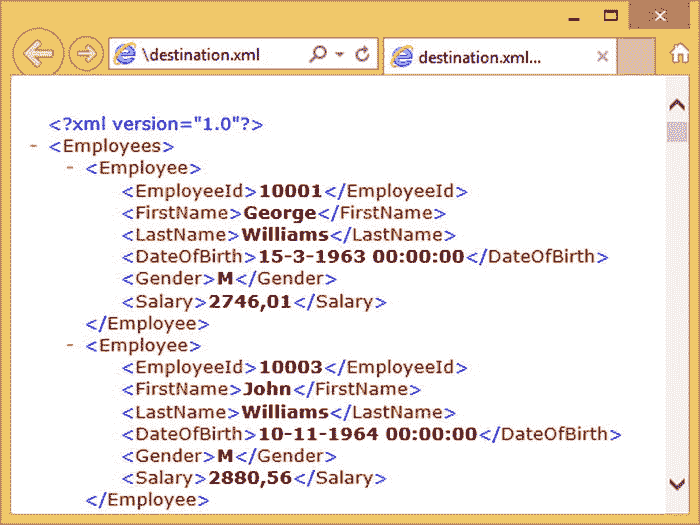 \destination.xml
destination.xml...
<?xml version="1.0"?>
- <Employees>
- <Employee>
<EmployeeId>10001</EmployeeId>
<FirstName>George</FirstName>
<LastName>Williams</LastName>
<DateOfBirth>15-3-1963 00:00:00</DateOfBirth>
<Gender>M</Gender>
<Salary>2746,01</Salary>
</Employee>
- <Employee>
<EmployeeId>10003</EmployeeId>
<FirstName>John</FirstName>
<LastName>Williams</LastName>
<DateOfBirth>10-11-1964 00:00:00</DateOfBirth>
<Gender>M</Gender>
<Salary>2880,56</Salary>
</Employee>